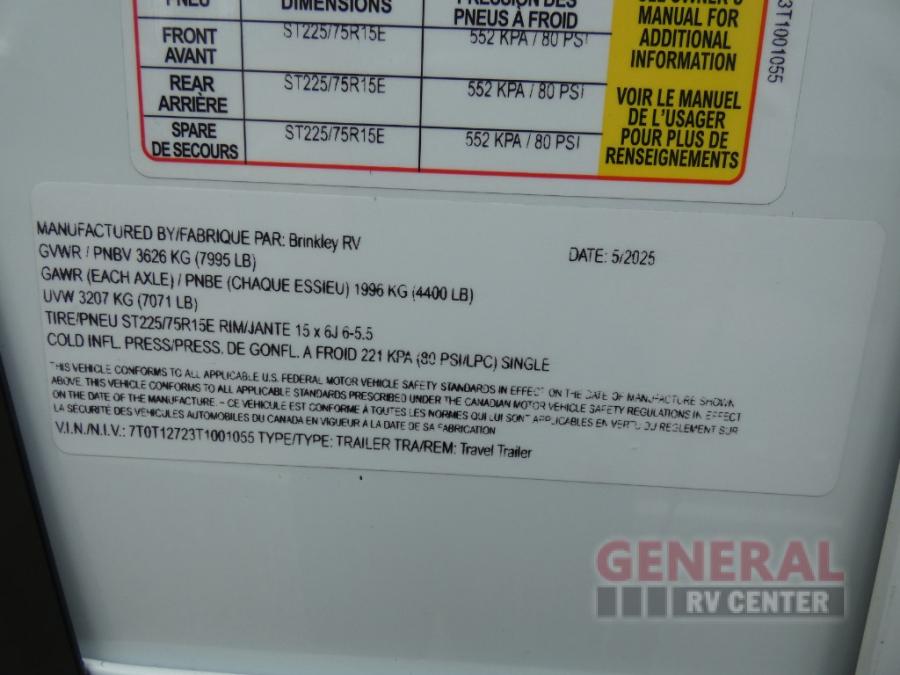 PNEU DIMENSIONS PRESSION DES PNEUS À FROID
FRONT AVANT ST225/75R15E 552 KPA / 80 PSI
REAR ARRIÈRE ST225/75R15E 552 KPA / 80 PSI
SPARE DE SECOURS ST225/75R15E 552 KPA / 80 PSI
SEE OWNER'S
MANUAL FOR
ADDITIONAL
INFORMATION
VOIR LE MANUEL
DE L'USAGER
POUR PLUS DE
RENSEIGNEMENTS
3T1001055
MANUFACTURED BY/FABRIQUE PAR: Brinkley RV DATE: 5/2025
GVWR / PNBV 3626 KG (7995 LB)
GAWR (EACH AXLE) / PNBE (CHAQUE ESSIEU) 1996 KG (4400 LB)
UVW 3207 KG (7071 LB)
TIRE/PNEU ST225/75R15E RIM/JANTE 15 x 6J 6-5.5
COLD INFL. PRESS/PRESS. DE GONFL. A FROID 221 KPA (80 PSI/LPC) SINGLE
THIS VEHICLE CONFORMS TO ALL APPLICABLE U.S. FEDERAL MOTOR VEHICLE SAFETY STANDARDS IN EFFECT ON THE DATE OF MANUFACTURE SHOWN
ABOVE. THIS VEHICLE CONFORMS TO ALL APPLICABLE STANDARDS PRESCRIBED UNDER THE CANADIAN MOTOR VEHICLE SAFETY REGULATIONS IN EFFECT
ON THE DATE OF THE MANUFACTURE. – CE VEHICULE EST CONFORME À TOUTES LES NORMES QUI LUI SONT APPLICABLES EN VERTU DU REGLEMENT SUR
LA SÉCURITÉ DES VEHICULES AUTOMOBILES DU CANADA EN VIGUEUR A LA DATE DE SA FABRICATION
V.I.N./N.I.V.: 7T0T12723T1001055 TYPE/TYPE: TRAILER TRA/REM: Travel Trailer
GENERAL
RV CENTER